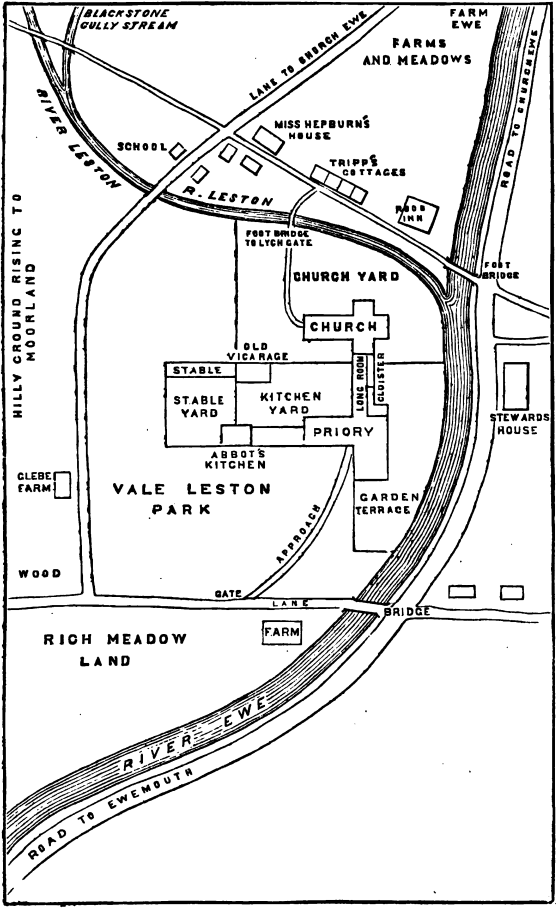 BLACKSTONE
GULLY STREAM
FARM
EWE
FARMS
AND MEADOWS
LANE TO CHURCH EWE
ROAD TO CHURCH EWE
RIVER LESTON
SCHOOL
MISS HEPBURN'S
HOUSE
TRIPP'S
COTTAGES
R. LESTON
ROOD
INN
FOOT BRIDGE
TO LYCH GATE
FOOT
BRIDGE
HILLY GROUND RISING TO
MOORLAND
CHURCH YARD
CHURCH
OLD
VICARAGE
STABLE
LONG ROOM
CLOISTER
STABLE
YARD
KITCHEN
YARD
PRIORY
STEWARDS
HOUSE
ABBOT'S
KITCHEN
GLEBE
FARM
VALE LESTON
PARK
GARDEN
TERRACE
APPROACH
WOOD
GATE
LANE
BRIDGE
RICH MEADOW
LAND
FARM
RIVER EWE
ROAD TO EWEMOUTH